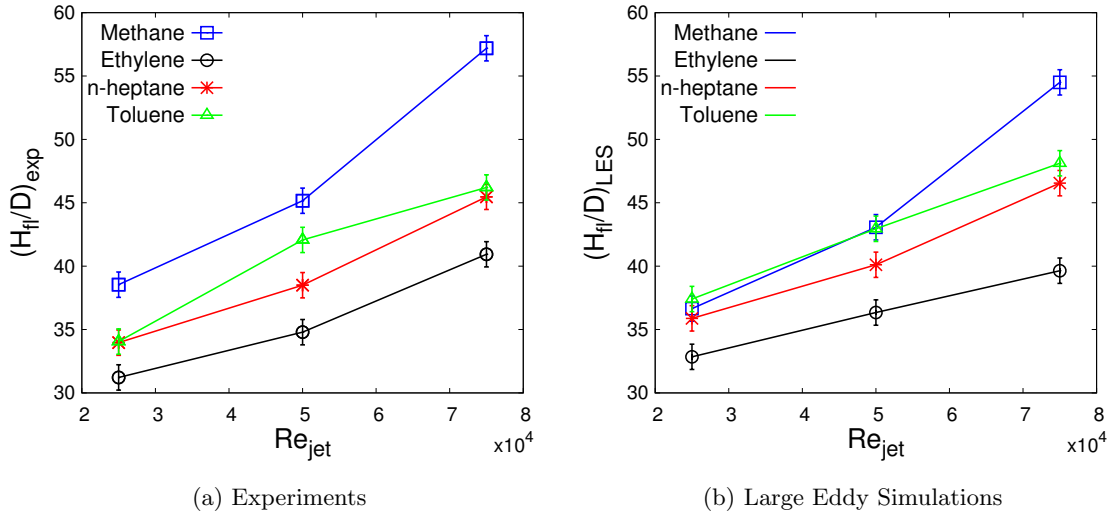 60
55
50
45
40
35
30
(H_fl/D)_exp
Methane
Ethylene
n-heptane
Toluene
2 3 4 5 6 7 8
Re_jet
x10^4
(a) Experiments
60
55
50
45
40
35
30
(H_fl/D)_LES
Methane
Ethylene
n-heptane
Toluene
2 3 4 5 6 7 8
Re_jet
x10^4
(b) Large Eddy Simulations